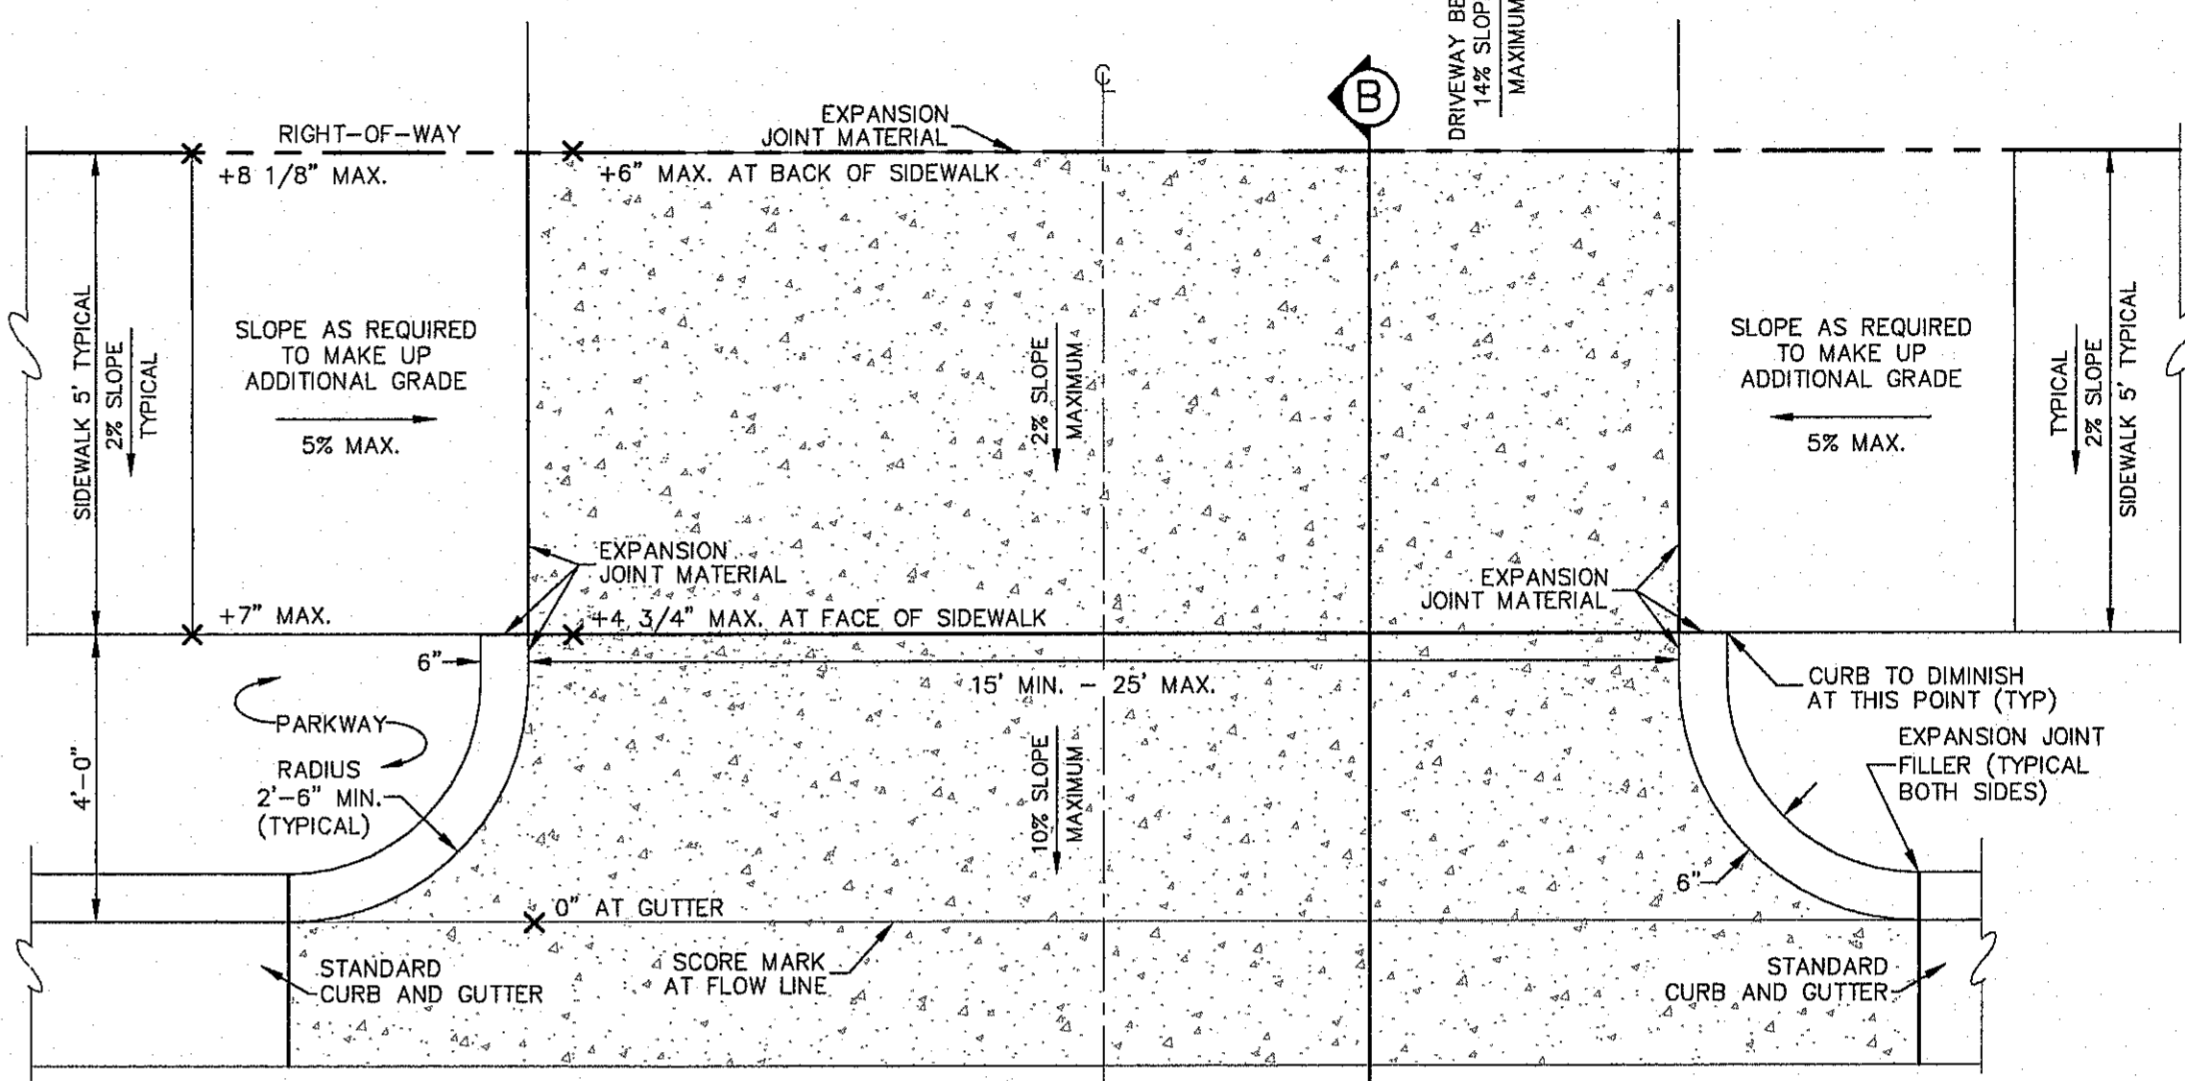 DRIVEWAY BE
14% SLOP
MAXIMUM
℄
B
RIGHT-OF-WAY
EXPANSION
JOINT MATERIAL
+8 1/8" MAX.
+6" MAX. AT BACK OF SIDEWALK
SIDEWALK 5' TYPICAL
2% SLOPE
TYPICAL
SLOPE AS REQUIRED
TO MAKE UP
ADDITIONAL GRADE
5% MAX.
2% SLOPE
MAXIMUM
SLOPE AS REQUIRED
TO MAKE UP
ADDITIONAL GRADE
5% MAX.
TYPICAL
2% SLOPE
SIDEWALK 5' TYPICAL
EXPANSION
JOINT MATERIAL
EXPANSION
JOINT MATERIAL
+7" MAX.
+4 3/4" MAX. AT FACE OF SIDEWALK
6"
15' MIN. - 25' MAX.
CURB TO DIMINISH
AT THIS POINT (TYP)
PARKWAY
4'-0"
RADIUS
2'-6" MIN.
(TYPICAL)
10% SLOPE
MAXIMUM
EXPANSION JOINT
FILLER (TYPICAL
BOTH SIDES)
6"
0" AT GUTTER
STANDARD
CURB AND GUTTER
SCORE MARK
AT FLOW LINE
STANDARD
CURB AND GUTTER